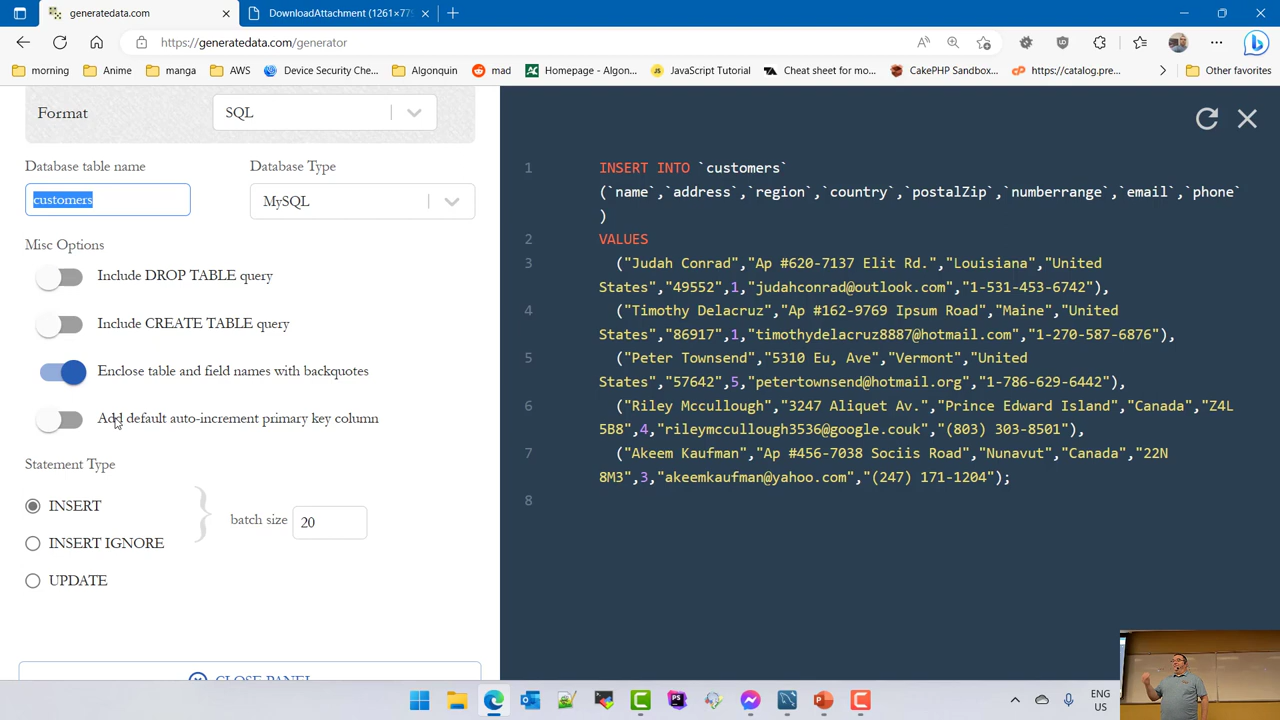 generatedata.com
DownloadAttachment (1261×77
https://generatedata.com/generator
morning
Anime
manga
AWS
Device Security Che...
Algonquin
mad
Homepage - Algon...
JavaScript Tutorial
Cheat sheet for mo...
CakePHP Sandbox...
https://catalog.pre...
Other favorites
Format
SQL
Database table name
Database Type
customers
MySQL
Misc Options
Include DROP TABLE query
Include CREATE TABLE query
Enclose table and field names with backquotes
Add default auto-increment primary key column
Statement Type
INSERT
batch size
20
INSERT IGNORE
UPDATE
CLOSE PANEL
1 INSERT INTO `customers`
(`name`,`address`,`region`,`country`,`postalZip`,`numberrange`,`email`,`phone`
)
2 VALUES
3 ("Judah Conrad","Ap #620-7137 Elit Rd.","Louisiana","United
States","49552",1,"judahconrad@outlook.com","1-531-453-6742"),
4 ("Timothy Delacruz","Ap #162-9769 Ipsum Road","Maine","United
States","86917",1,"timothydelacruz8887@hotmail.com","1-270-587-6876"),
5 ("Peter Townsend","5310 Eu, Ave","Vermont","United
States","57642",5,"petertownsend@hotmail.org","1-786-629-6442"),
6 ("Riley Mccullough","3247 Aliquet Av.","Prince Edward Island","Canada","Z4L
5B8",4,"rileymccullough3536@google.couk","(803) 303-8501"),
7 ("Akeem Kaufman","Ap #456-7038 Sociis Road","Nunavut","Canada","22N
8M3",3,"akeemkaufman@yahoo.com","(247) 171-1204");
8
ENG
US